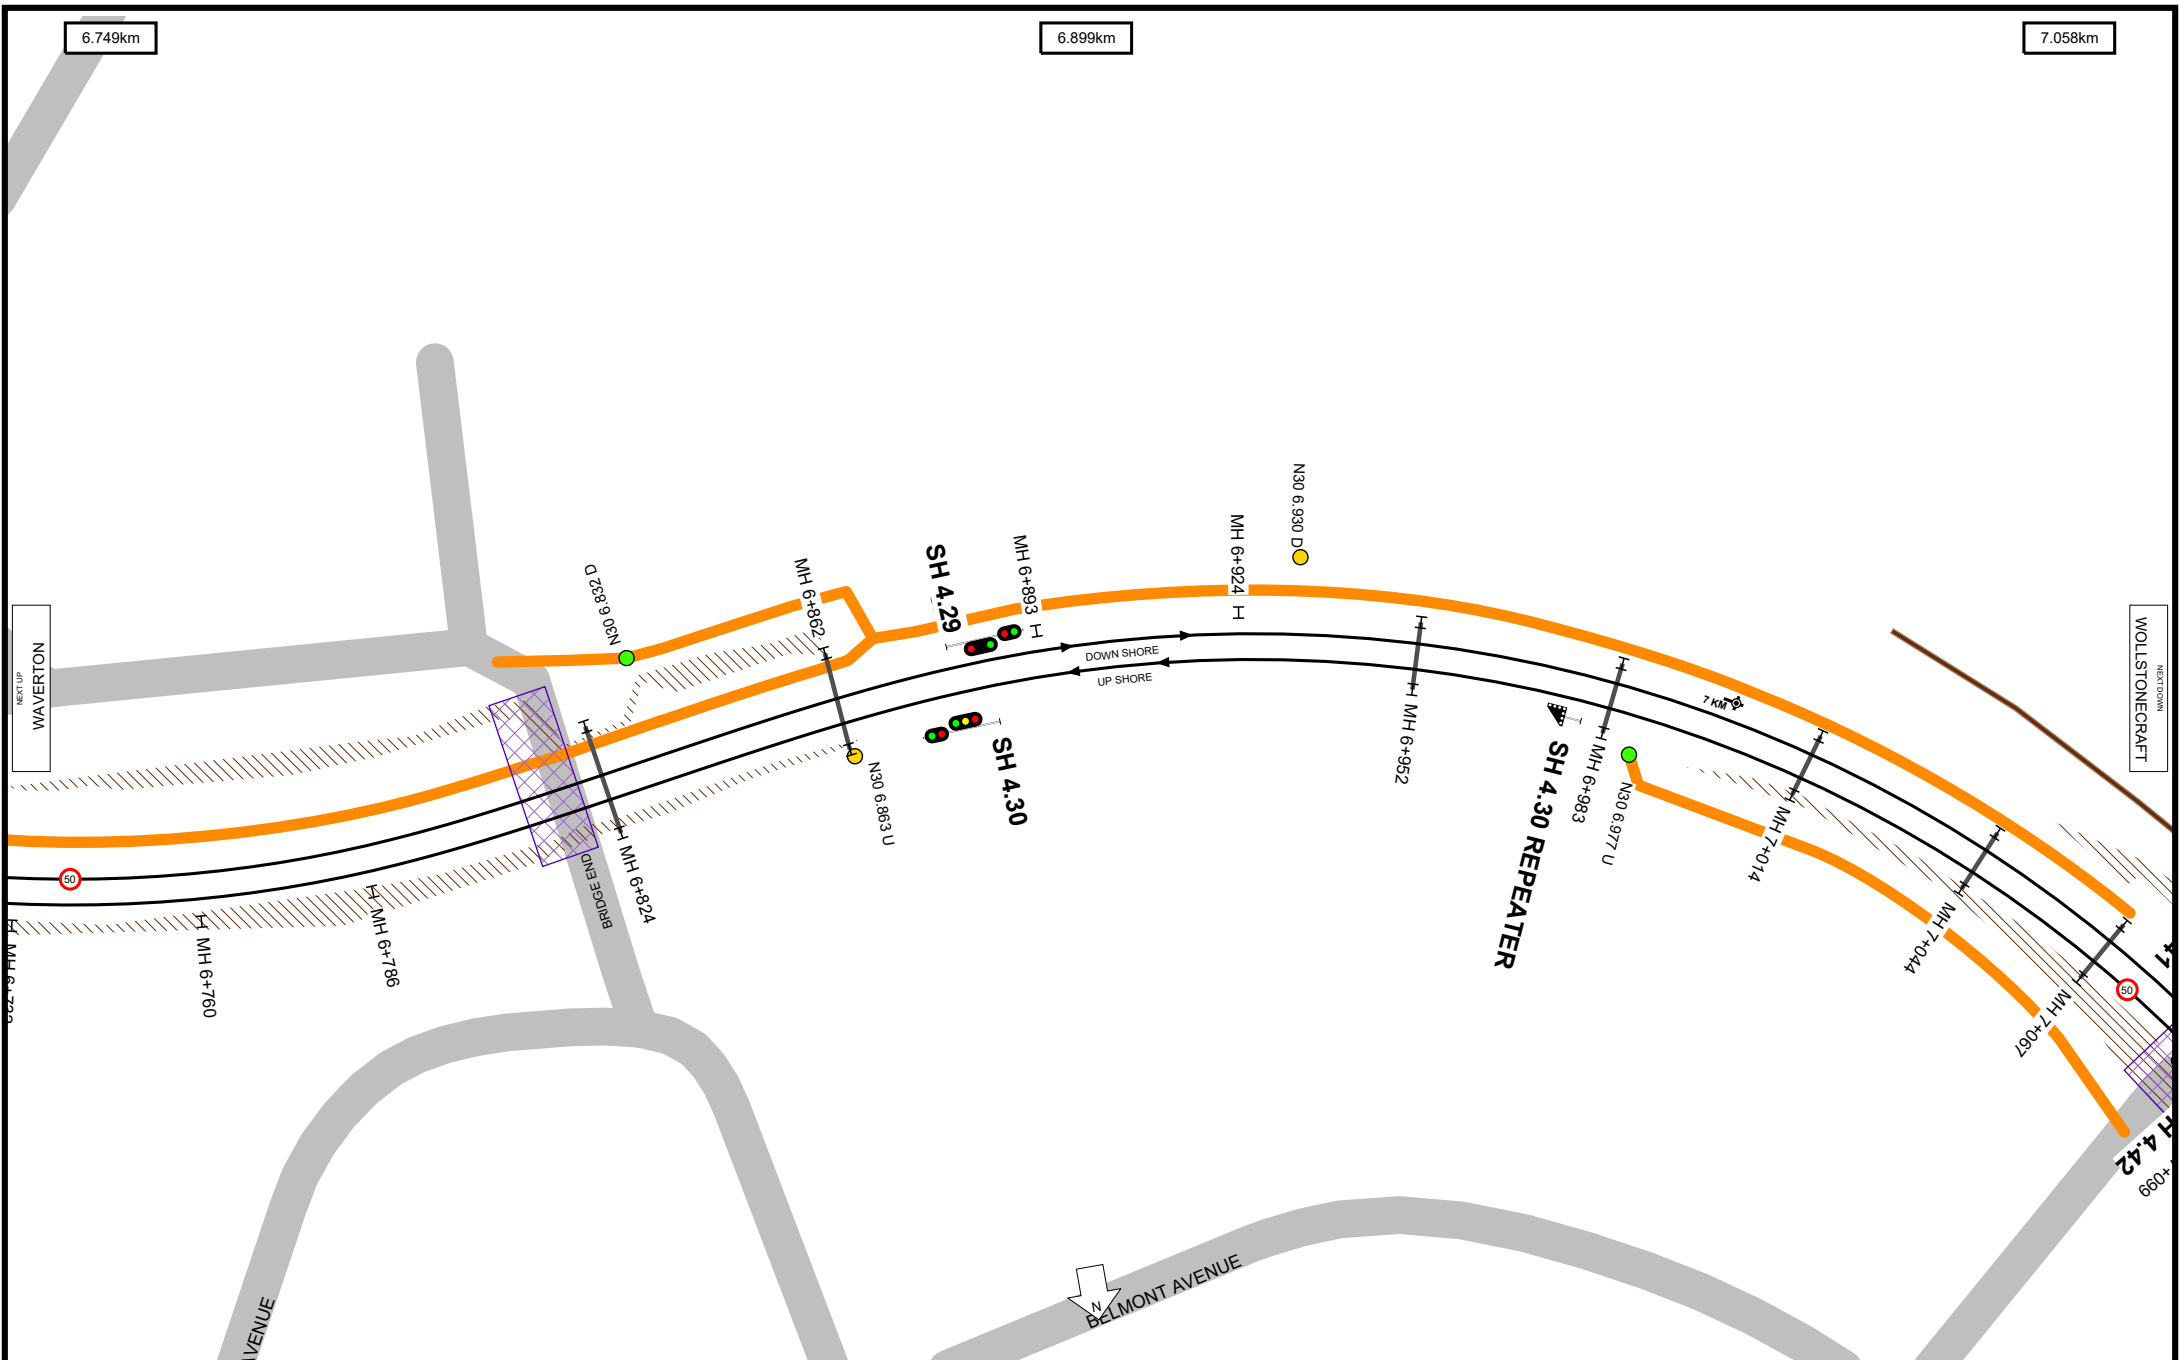 6.749km
6.899km
7.058km
NEXT UP
WAVERTON
NEXT DOWN
WOLLSTONECRAFT
N30 6.832 D
MH 6+862
SH 4.29
MH 6+893
MH 6+924
N30 6.930 D
DOWN SHORE
UP SHORE
7 KM
50
MH 6+760
MH 6+786
BRIDGE END
MH 6+824
N30 6.863 U
SH 4.30
MH 6+952
SH 4.30 REPEATER
MH 6+983
N30 6.977 U
MH 7+014
MH 7+044
MH 7+067
50
H 4.42
+099
AVENUE
N
BELMONT AVENUE